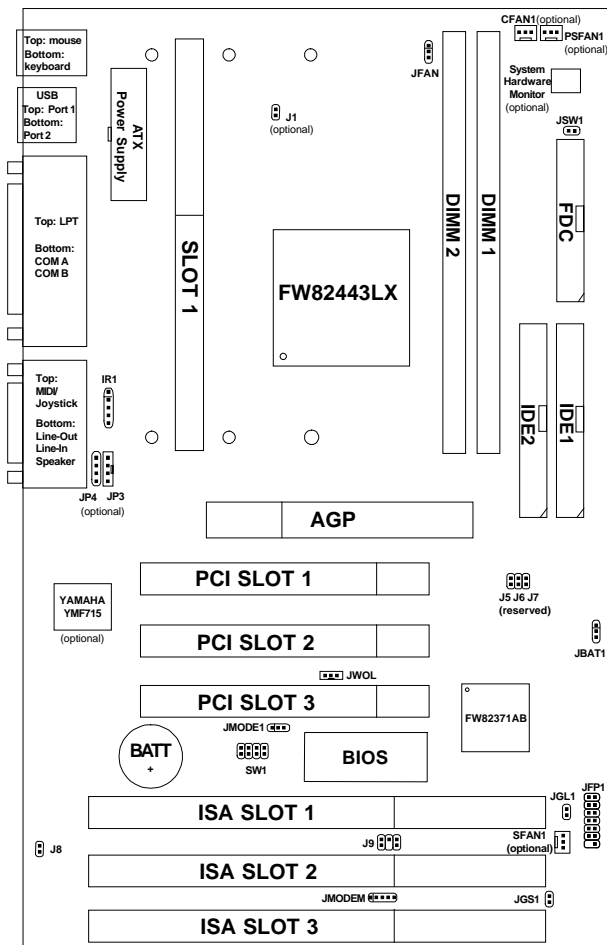 CFAN1(optional)
PSFAN1
(optional)
Top: mouse
Bottom:
keyboard
USB
Top: Port 1
Bottom:
Port 2
ATX
Power Supply
J1
(optional)
JFAN
System
Hardware
Monitor
(optional)
JSW1
Top: LPT
Bottom:
COM A
COM B
SLOT 1
FW82443LX
DIMM 2
DIMM 1
FDC
IDE2
IDE1
Top:
MIDI/
Joystick
Bottom:
Line-Out
Line-In
Speaker
IR1
JP4
JP3
(optional)
AGP
PCI SLOT 1
YAMAHA
YMF715
(optional)
J5 J6 J7
(reserved)
JBAT1
PCI SLOT 2
JWOL
PCI SLOT 3
FW82371AB
JMODE1
BATT
+
SW1
BIOS
ISA SLOT 1
JGL1
JFP1
J8
J9
SFAN1
(optional)
ISA SLOT 2
JMODEM
JGS1
ISA SLOT 3